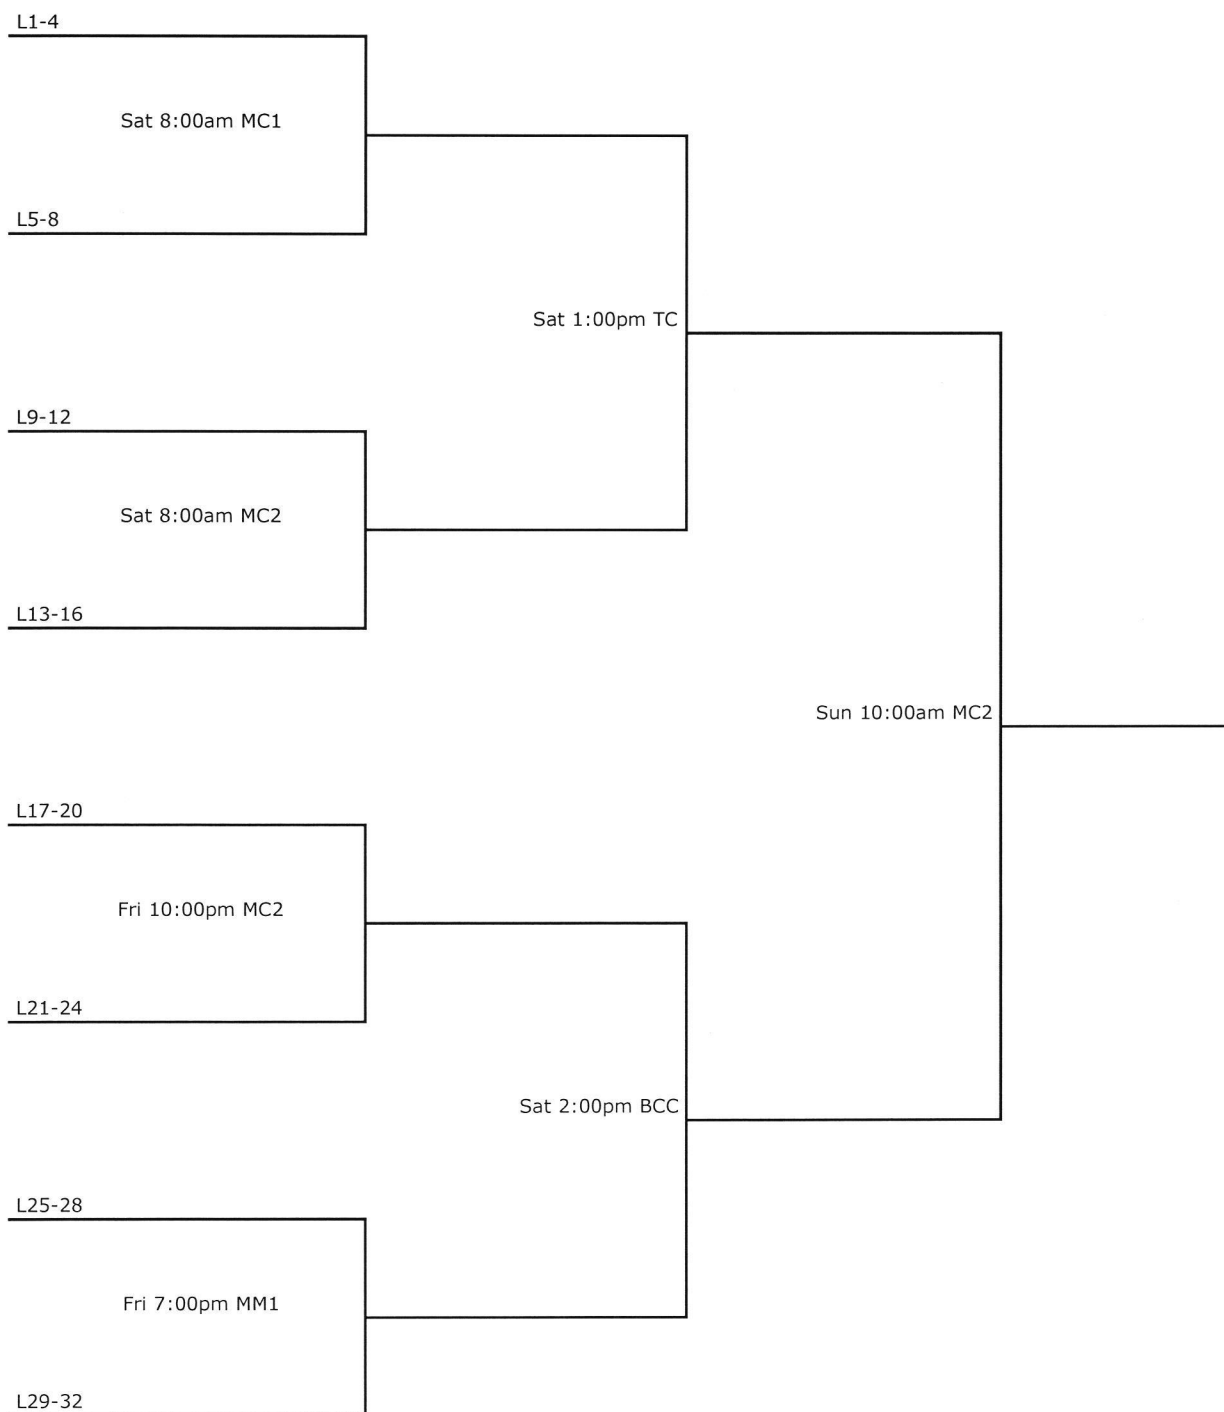 L1-4
Sat 8:00am MC1
L5-8
Sat 1:00pm TC
L9-12
Sat 8:00am MC2
L13-16
Sun 10:00am MC2
L17-20
Fri 10:00pm MC2
L21-24
Sat 2:00pm BCC
L25-28
Fri 7:00pm MM1
L29-32